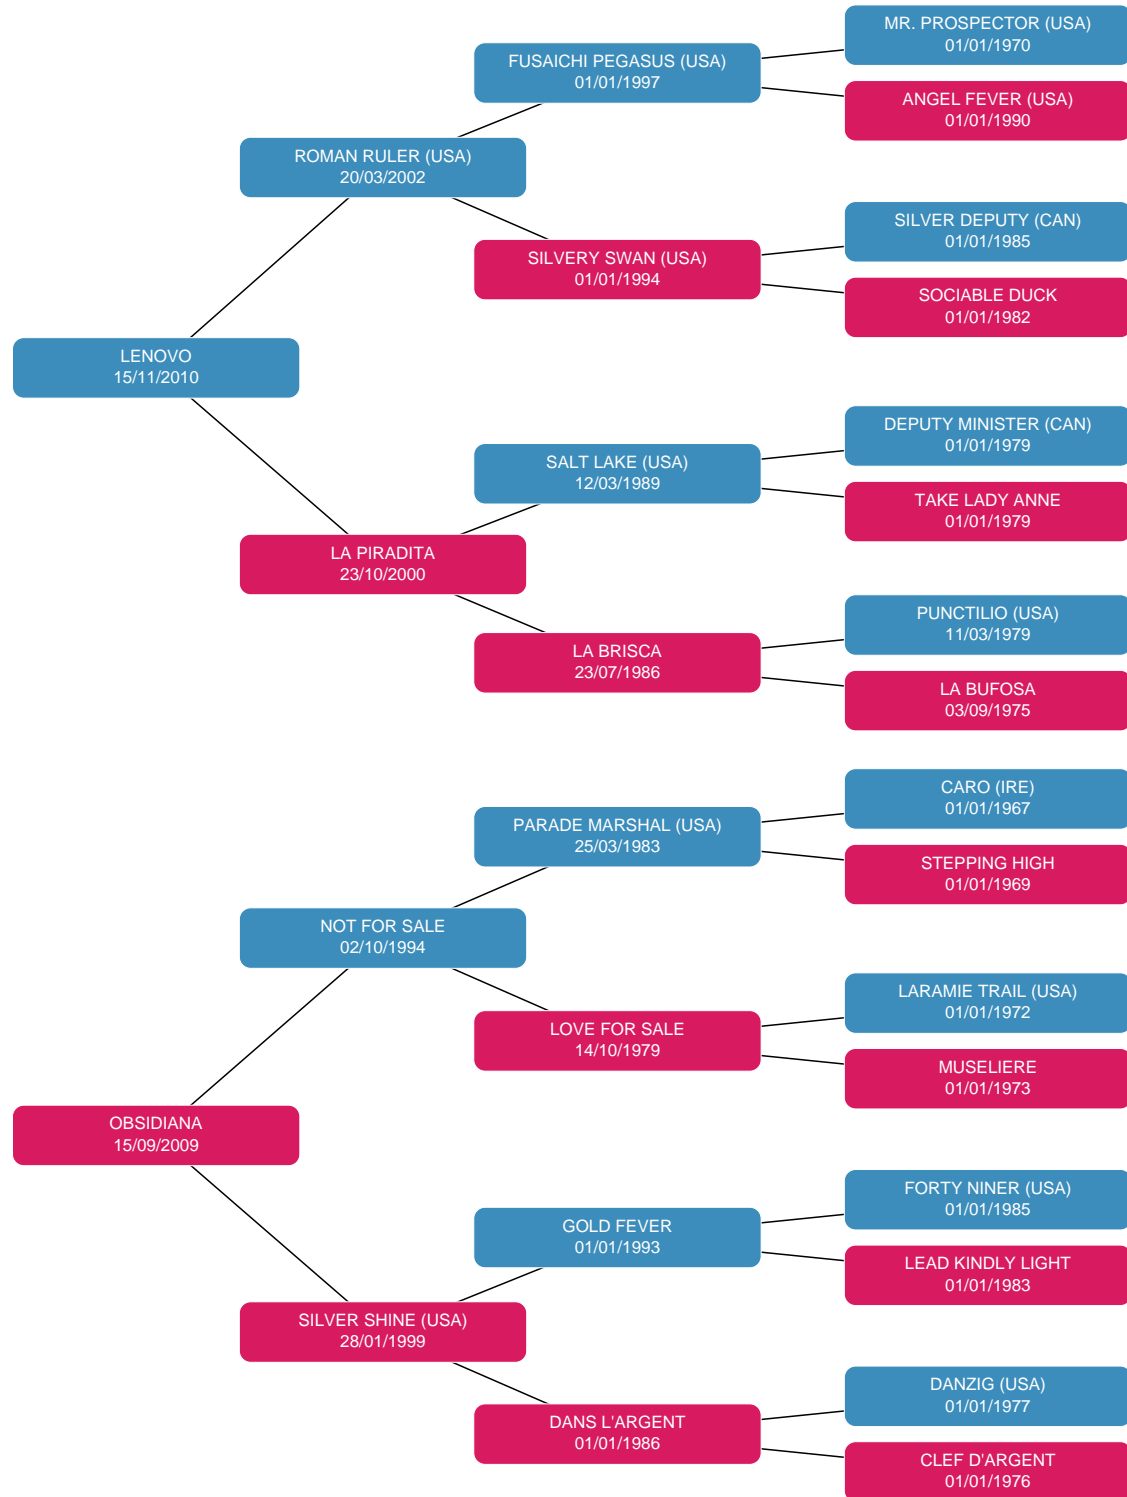 MR. PROSPECTOR (USA)
01/01/1970
FUSAICHI PEGASUS (USA)
01/01/1997
ANGEL FEVER (USA)
01/01/1990
ROMAN RULER (USA)
20/03/2002
SILVER DEPUTY (CAN)
01/01/1985
SILVERY SWAN (USA)
01/01/1994
SOCIABLE DUCK
01/01/1982
LENOVO
15/11/2010
DEPUTY MINISTER (CAN)
01/01/1979
SALT LAKE (USA)
12/03/1989
TAKE LADY ANNE
01/01/1979
LA PIRADITA
23/10/2000
PUNCTILIO (USA)
11/03/1979
LA BRISCA
23/07/1986
LA BUFOSA
03/09/1975
CARO (IRE)
01/01/1967
PARADE MARSHAL (USA)
25/03/1983
STEPPING HIGH
01/01/1969
NOT FOR SALE
02/10/1994
LARAMIE TRAIL (USA)
01/01/1972
LOVE FOR SALE
14/10/1979
MUSELIERE
01/01/1973
OBSIDIANA
15/09/2009
FORTY NINER (USA)
01/01/1985
GOLD FEVER
01/01/1993
LEAD KINDLY LIGHT
01/01/1983
SILVER SHINE (USA)
28/01/1999
DANZIG (USA)
01/01/1977
DANS L'ARGENT
01/01/1986
CLEF D'ARGENT
01/01/1976